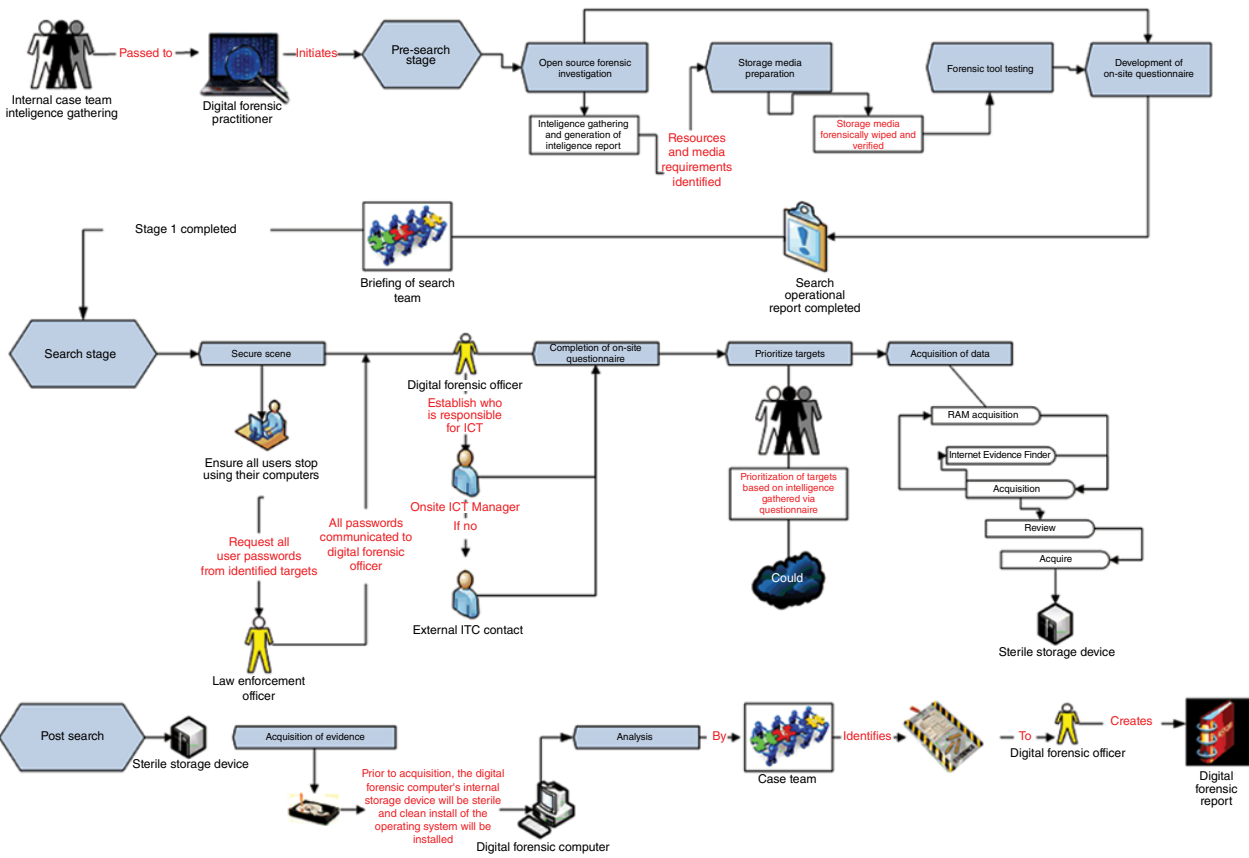 Internal case team
inteligence gathering
Passed to
Digital forensic
practitioner
Initiates
Pre-search
stage
Open source forensic
investigation
Inteligence gathering
and generation of
inteligence report
Resources
and media
requirements
identified
Storage media
preparation
Storage media
forensically wiped and
verified
Forensic tool testing
Development of
on-site questionnaire
Stage 1 completed
Briefing of search
team
Search
operational
report completed
Search stage
Secure scene
Ensure all users stop
using their computers
Request all
user passwords
from identified targets
Law enforcement
officer
All passwords
communicated to
digital forensic
officer
Digital forensic officer
Establish who
is responsible
for ICT
Onsite ICT Manager
If no
External ITC contact
Completion of on-site
questionnaire
Prioritize targets
Prioritization of targets
based on intelligence
gathered via
questionnaire
Could
Acquisition of data
RAM acquisition
Internet Evidence Finder
Acquisition
Review
Acquire
Sterile storage device
Post search
Sterile storage device
Acquisition of evidence
Prior to acquisition, the digital
forensic computer's internal
storage device will be sterile
and clean install of the
operating system will be
installed
Digital forensic computer
Analysis
By
Case team
Identifies
To
Digital forensic officer
Creates
Digital
forensic
report